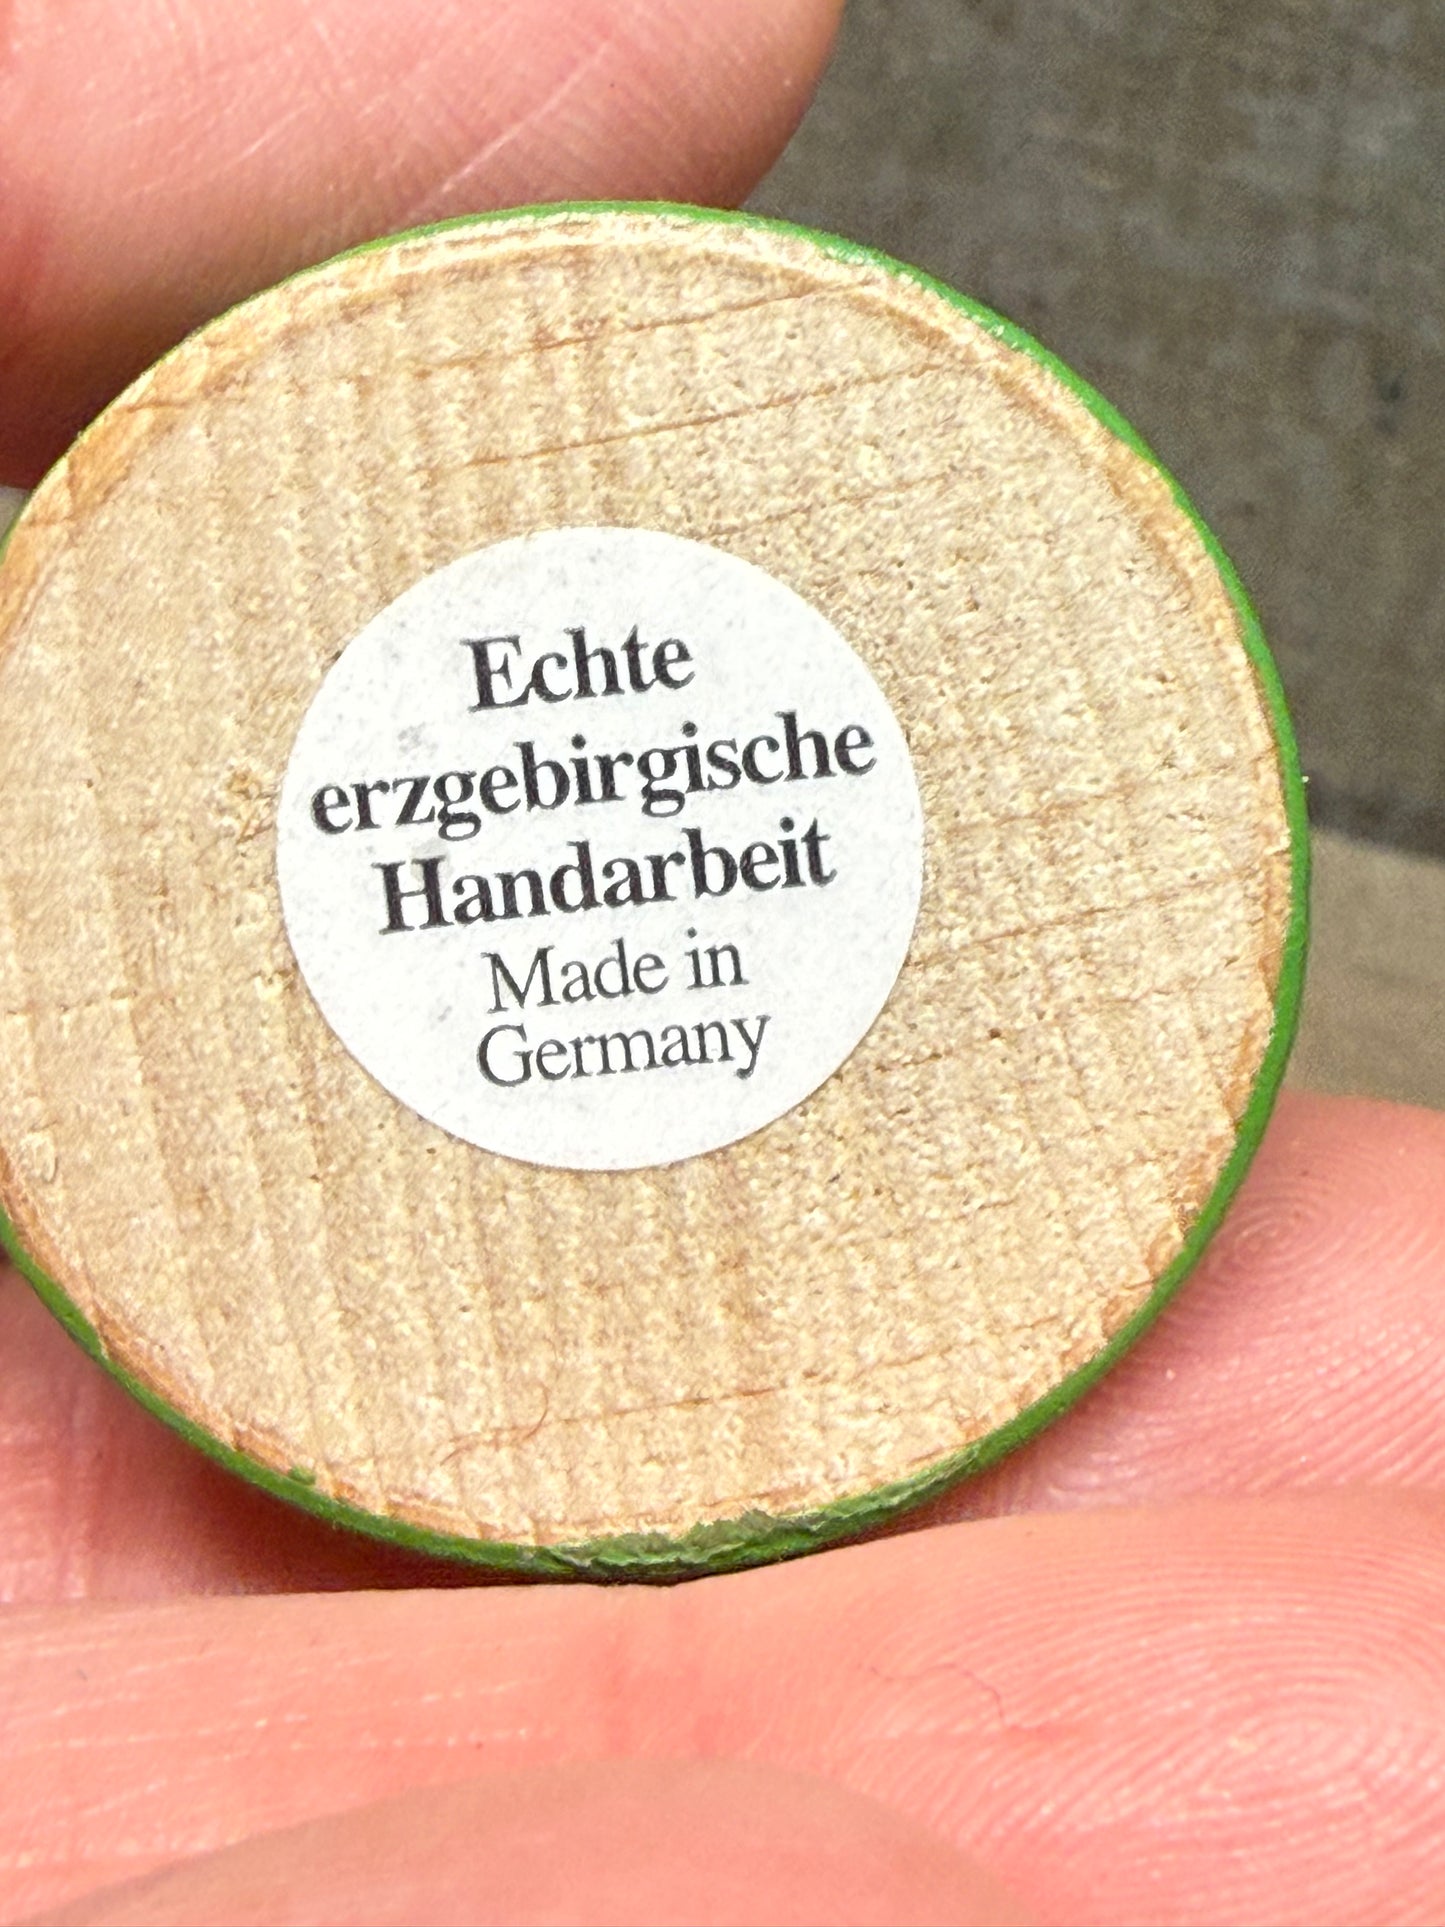 Echte
erzgebirgische
Handarbeit
Made in
Germany